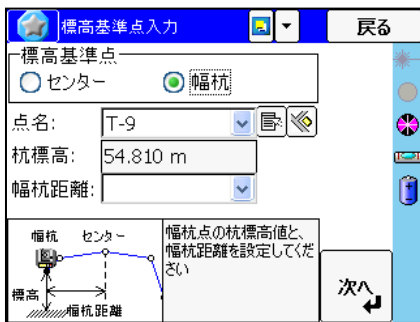 標高基準点入力
戻る
標高基準点
センター 幅杭
点名: T-9
杭標高: 54.810 m
幅杭距離:
幅杭 センター
標高
幅杭距離
幅杭点の杭標高値と、
幅杭距離を設定してくだ
さい
次へ